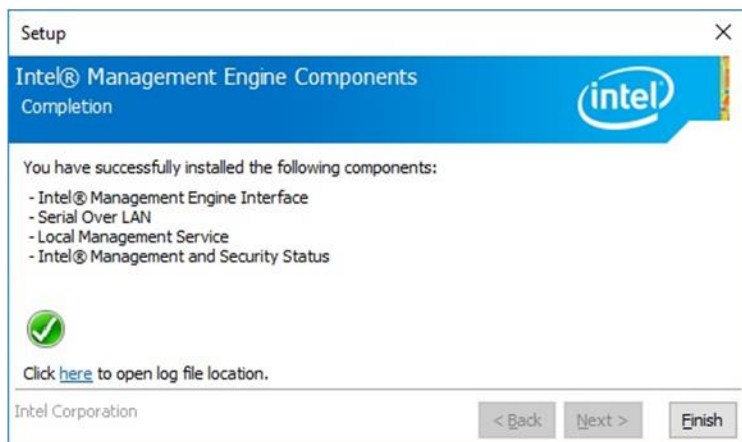 Setup
Intel® Management Engine Components
Completion
intel
You have successfully installed the following components:
- Intel® Management Engine Interface
- Serial Over LAN
- Local Management Service
- Intel® Management and Security Status
Click here to open log file location.
Intel Corporation
< Back Next > Finish